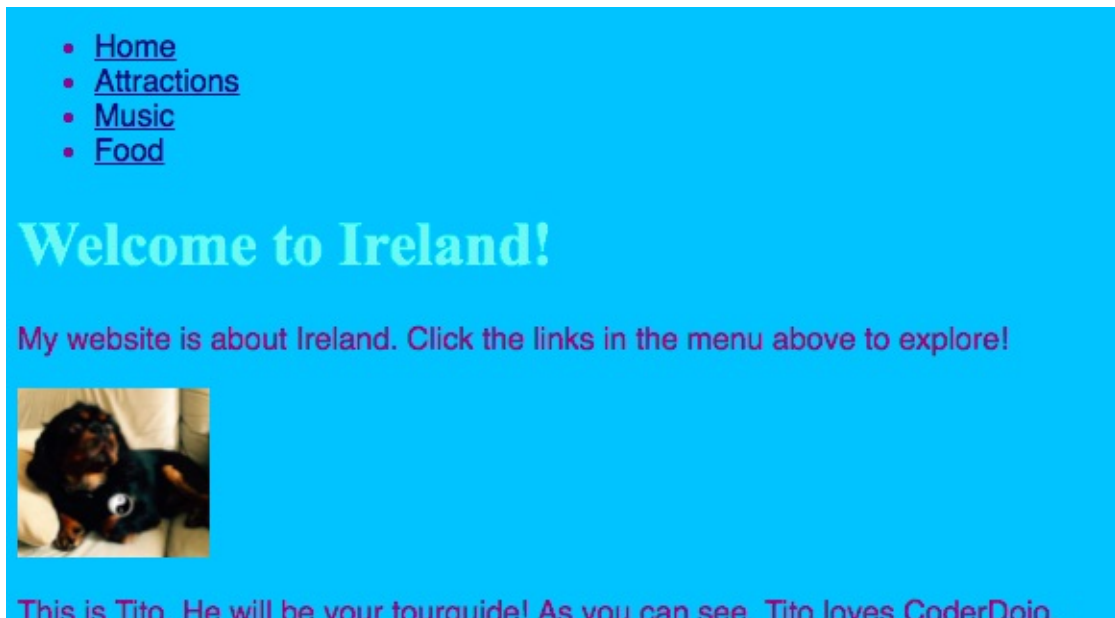 Home
Attractions
Music
Food
Welcome to Ireland!
My website is about Ireland. Click the links in the menu above to explore!
This is Tito. He will be your tourguide! As you can see, Tito loves CoderDojo